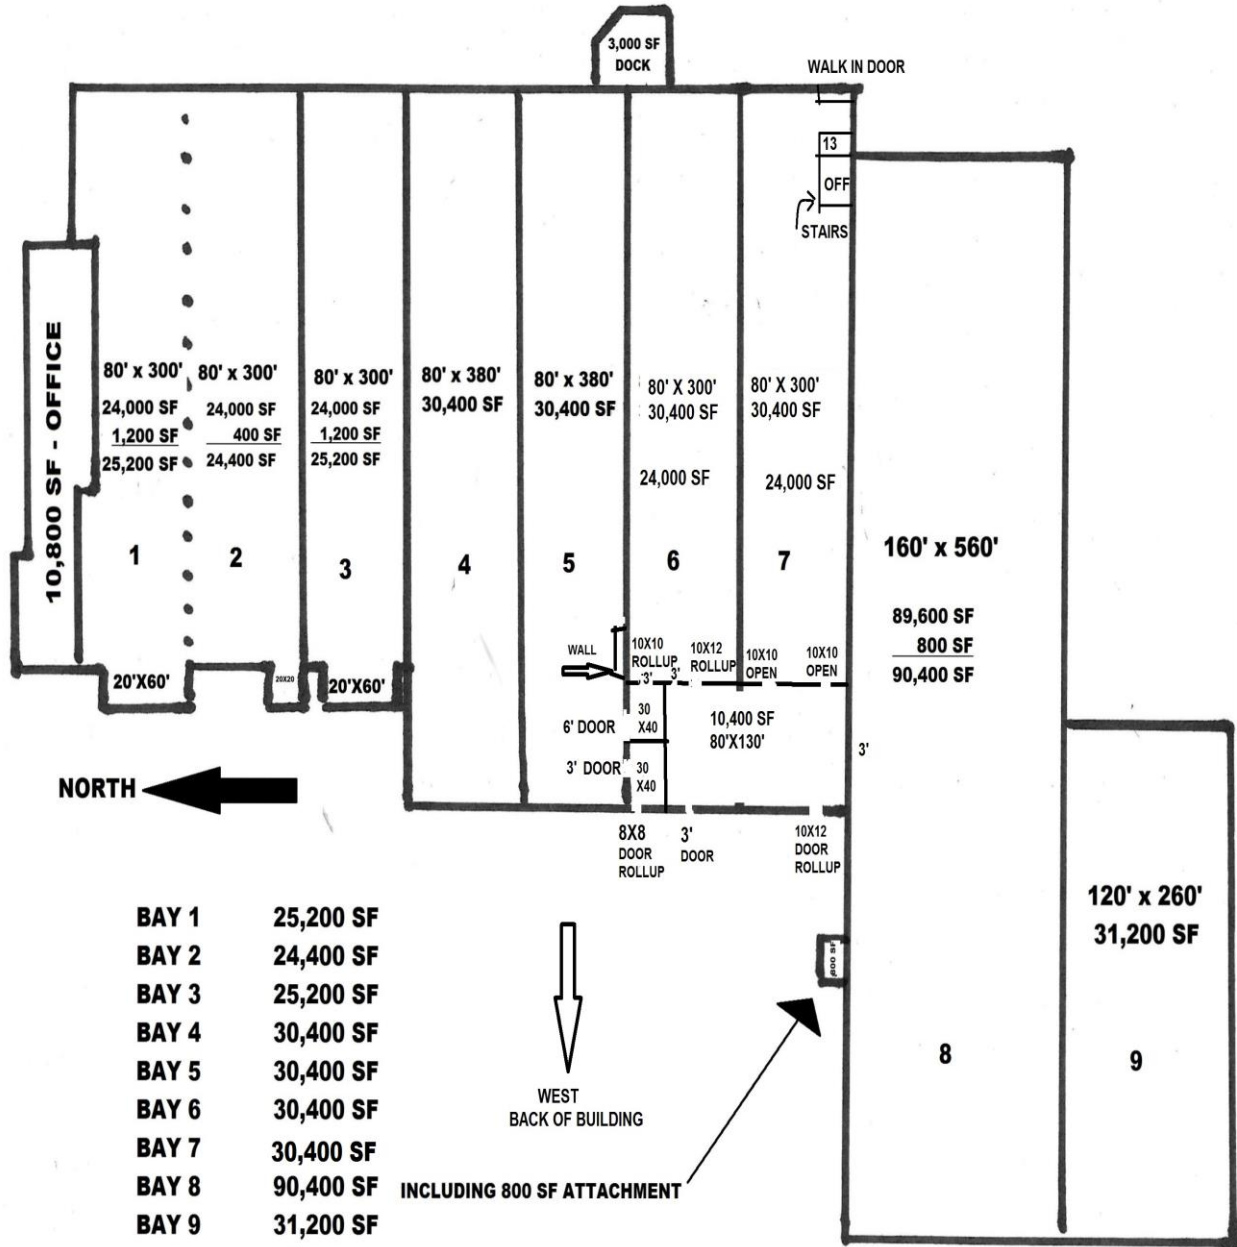 3,000 SF
DOCK
WALK IN DOOR
13
OFF
STAIRS
10,800 SF - OFFICE
80' x 300'
24,000 SF
1,200 SF
25,200 SF
1
80' x 300'
24,000 SF
400 SF
24,400 SF
2
80' x 300'
24,000 SF
1,200 SF
25,200 SF
3
80' x 380'
30,400 SF
4
80' x 380'
30,400 SF
5
80' X 300'
30,400 SF
24,000 SF
6
80' X 300'
30,400 SF
24,000 SF
7
160' x 560'
89,600 SF
800 SF
90,400 SF
20'X60'
20X20
20'X60'
WALL
10X10
ROLLUP
10X12
ROLLUP
10X10
OPEN
10X10
OPEN
3'
3'
30
X40
10,400 SF
80'X130'
6' DOOR
3' DOOR
30
X40
3'
NORTH
8X8
DOOR
ROLLUP
3'
DOOR
10X12
DOOR
ROLLUP
120' x 260'
31,200 SF
800 SF
8
9
WEST
BACK OF BUILDING
BAY 1 25,200 SF
BAY 2 24,400 SF
BAY 3 25,200 SF
BAY 4 30,400 SF
BAY 5 30,400 SF
BAY 6 30,400 SF
BAY 7 30,400 SF
BAY 8 90,400 SF INCLUDING 800 SF ATTACHMENT
BAY 9 31,200 SF